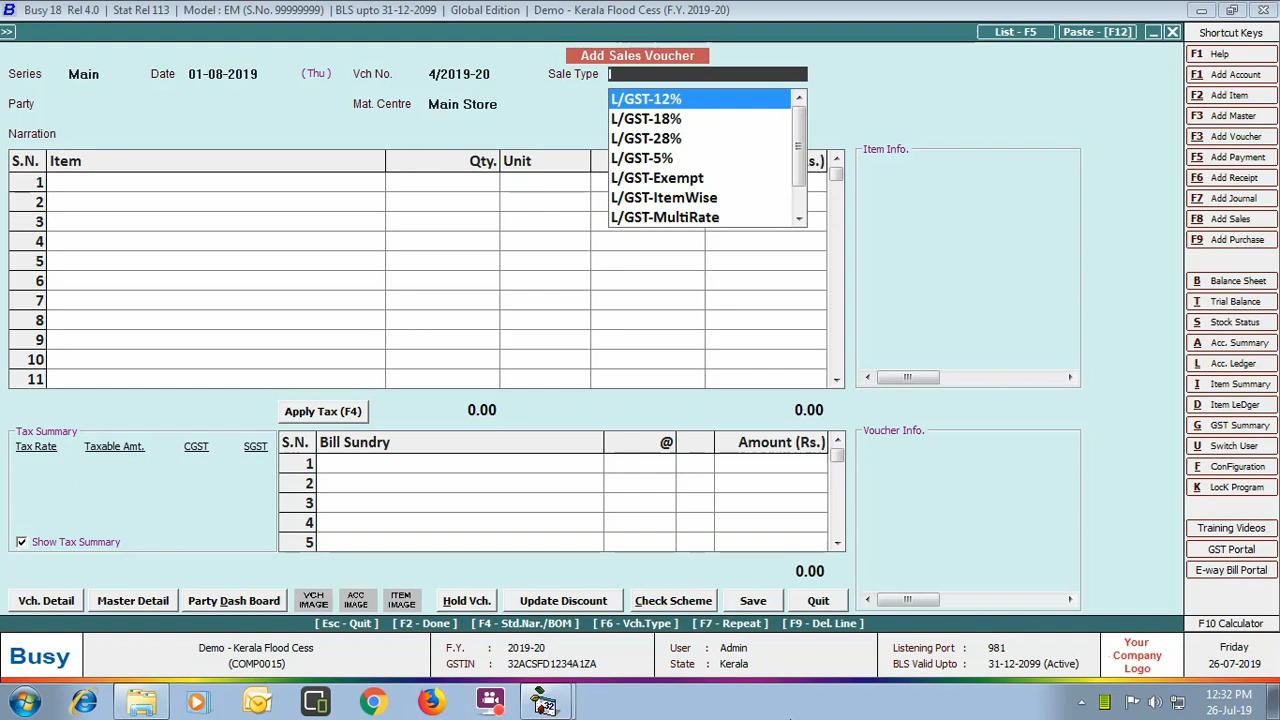 Busy 18 Rel 4.0 | Stat Rel 113 | Model : EM (S.No. 99999999) | BLS upto 31-12-2099 | Global Edition | Demo - Kerala Flood Cess (F.Y. 2019-20)
>> List - F5 Paste - [F12] Shortcut Keys
Add Sales Voucher
Series Main Date 01-08-2019 (Thu) Vch No. 4/2019-20 Sale Type
Party Mat. Centre Main Store
Narration
L/GST-12%
L/GST-18%
L/GST-28%
L/GST-5%
L/GST-Exempt
L/GST-ItemWise
L/GST-MultiRate
S.N. Item Qty. Unit s.)
1
2
3
4
5
6
7
8
9
10
11
Item Info.
Apply Tax (F4) 0.00 0.00
Tax Summary
Tax Rate Taxable Amt. CGST SGST
Show Tax Summary
S.N. Bill Sundry @ Amount (Rs.)
1
2
3
4
5
0.00
Voucher Info.
Vch. Detail Master Detail Party Dash Board VCH IMAGE ACC IMAGE ITEM IMAGE Hold Vch. Update Discount Check Scheme Save Quit
[ Esc - Quit ] [ F2 - Done ] [ F4 - Std.Nar./BOM ] [ F6 - Vch.Type ] [ F7 - Repeat ] [ F9 - Del. Line ]
F1 Help
F1 Add Account
F2 Add Item
F3 Add Master
F3 Add Voucher
F5 Add Payment
F6 Add Receipt
F7 Add Journal
F8 Add Sales
F9 Add Purchase
B Balance Sheet
T Trial Balance
S Stock Status
A Acc. Summary
L Acc. Ledger
I Item Summary
D Item LeDger
G GST Summary
U Switch User
F ConFiguration
K LocK Program
Training Videos
GST Portal
E-way Bill Portal
F10 Calculator
Busy
Demo - Kerala Flood Cess
(COMP0015)
F.Y. : 2019-20
GSTIN : 32ACSFD1234A1ZA
User : Admin
State : Kerala
Listening Port : 981
BLS Valid Upto : 31-12-2099 (Active)
Your
Company
Logo
Friday
26-07-2019
32
12:32 PM
26-Jul-19